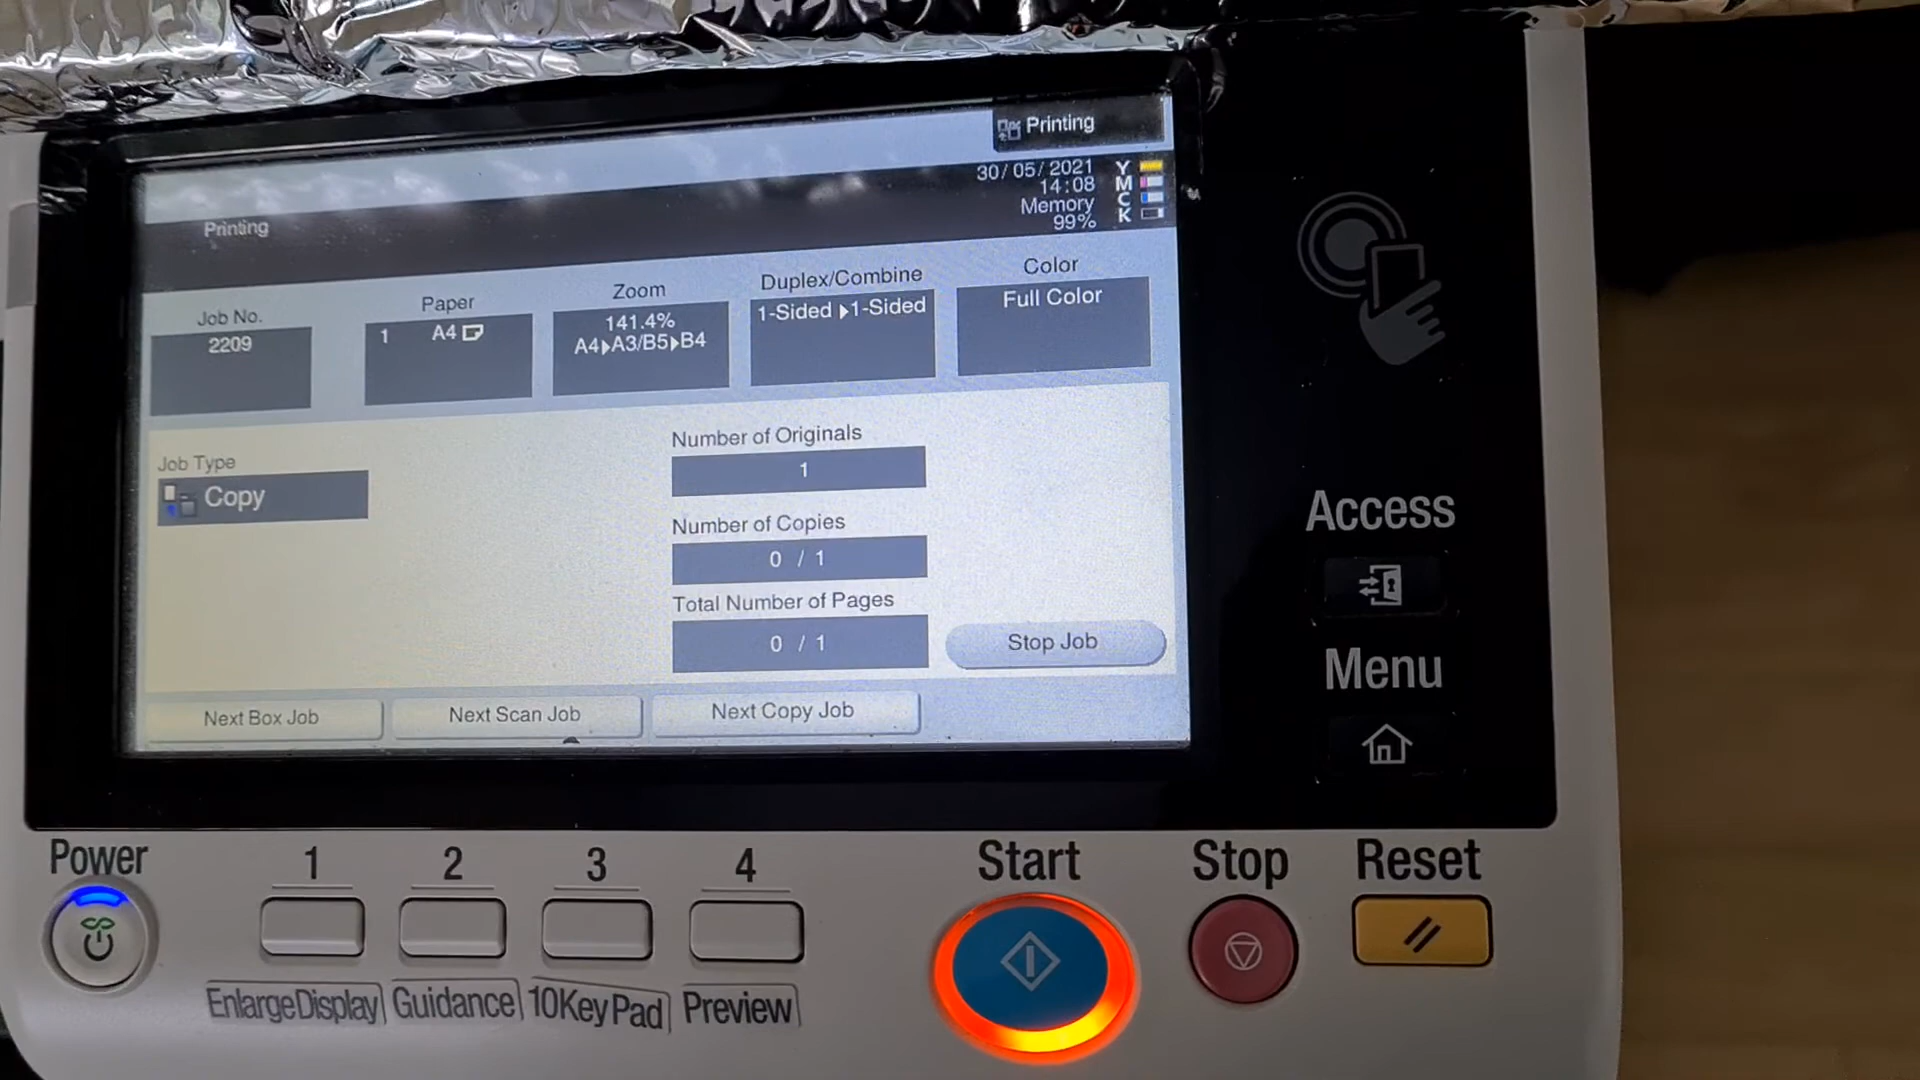 Printing
30/05/2021
14:08
Memory
99%
Y
M
C
K
Printing
Job No.
2209
Paper
1 A4
Zoom
141.4%
A4▶A3/B5▶B4
Duplex/Combine
1-Sided ▶1-Sided
Color
Full Color
Job Type
Copy
Number of Originals
1
Number of Copies
0 / 1
Total Number of Pages
0 / 1
Stop Job
Next Box Job
Next Scan Job
Next Copy Job
Access
Menu
Power
1
2
3
4
Start
Stop
Reset
EnlargeDisplay
Guidance
10KeyPad
Preview